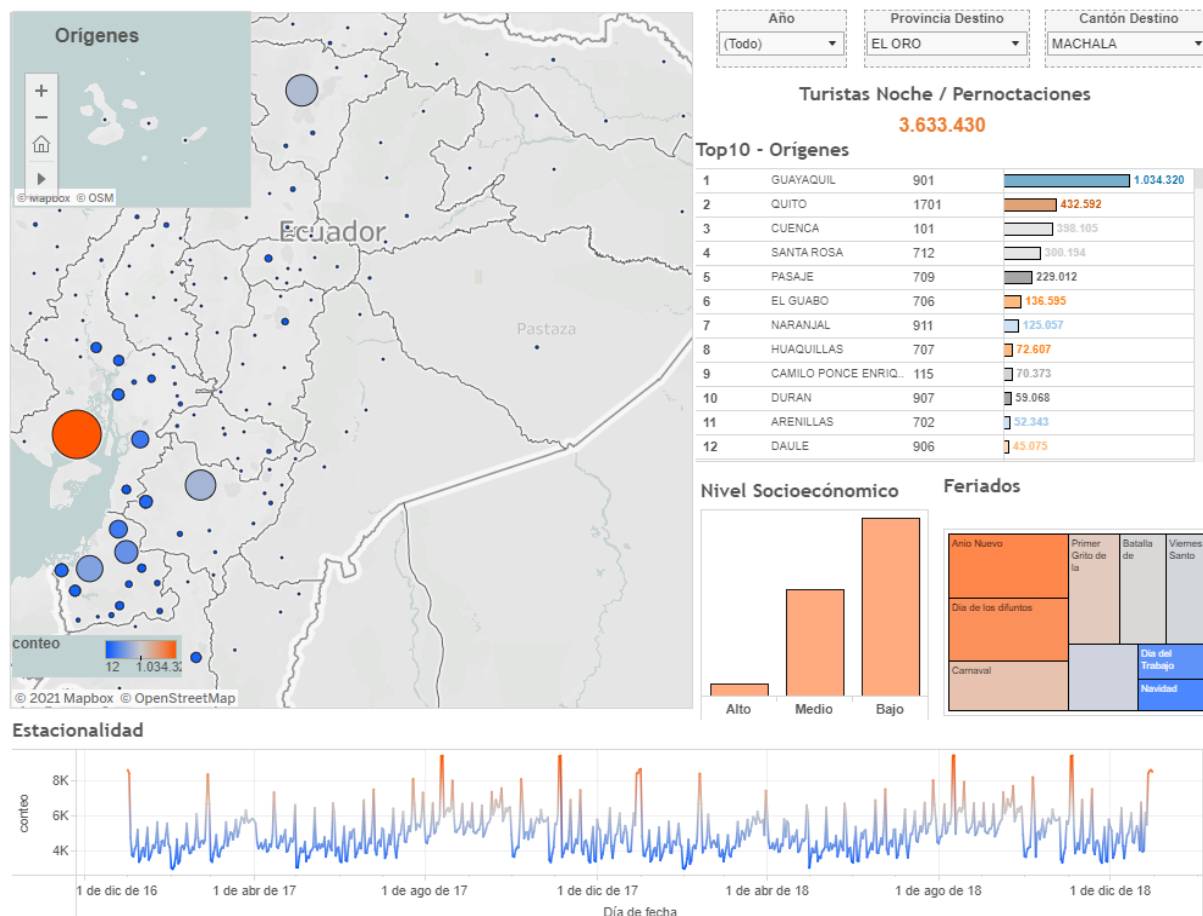 Orígenes
+
−
© Mapbox © OSM
Ecuador
Pastaza
conteo
12 1.034.32
© 2021 Mapbox © OpenStreetMap
Año
(Todo)
Provincia Destino
EL ORO
Cantón Destino
MACHALA
Turistas Noche / Pernoctaciones
3.633.430
Top10 - Orígenes
1 GUAYAQUIL 901 1.034.320
2 QUITO 1701 432.592
3 CUENCA 101 398.105
4 SANTA ROSA 712 300.194
5 PASAJE 709 229.012
6 EL GUABO 706 136.595
7 NARANJAL 911 125.057
8 HUAQUILLAS 707 72.607
9 CAMILO PONCE ENRIQ.. 115 70.373
10 DURAN 907 59.068
11 ARENILLAS 702 52.343
12 DAULE 906 45.075
Nivel Socioecónomico
Alto Medio Bajo
Feriados
Anio Nuevo
Dia de los difuntos
Carnaval
Primer
Grito de
la
Batalla
de
Viernes
Santo
Dia del
Trabajo
Navidad
Estacionalidad
conteo
8K
6K
4K
1 de dic de 16 1 de abr de 17 1 de ago de 17 1 de dic de 17 1 de abr de 18 1 de ago de 18 1 de dic de 18
Día de fecha